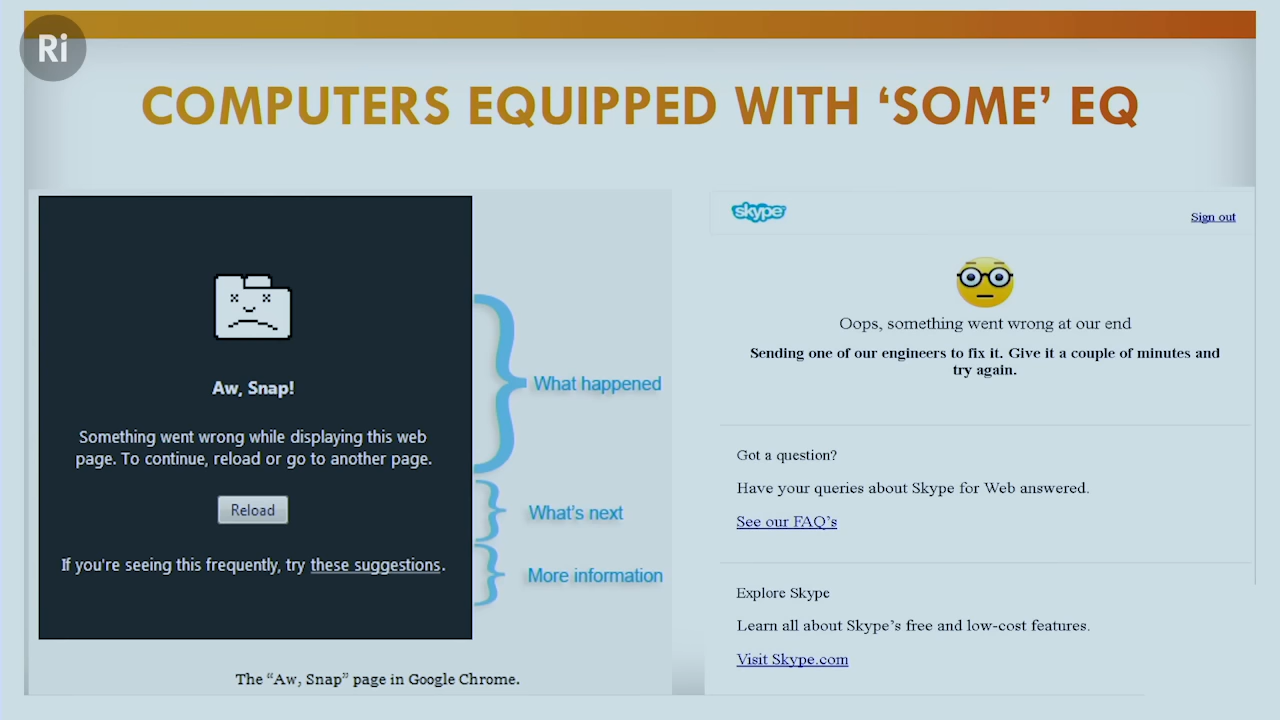 Ri
COMPUTERS EQUIPPED WITH ‘SOME’ EQ
Aw, Snap!
Something went wrong while displaying this web
page. To continue, reload or go to another page.
Reload
If you're seeing this frequently, try these suggestions.
What happened
What's next
More information
The “Aw, Snap” page in Google Chrome.
skype
Sign out
Oops, something went wrong at our end
Sending one of our engineers to fix it. Give it a couple of minutes and
try again.
Got a question?
Have your queries about Skype for Web answered.
See our FAQ’s
Explore Skype
Learn all about Skype’s free and low-cost features.
Visit Skype.com